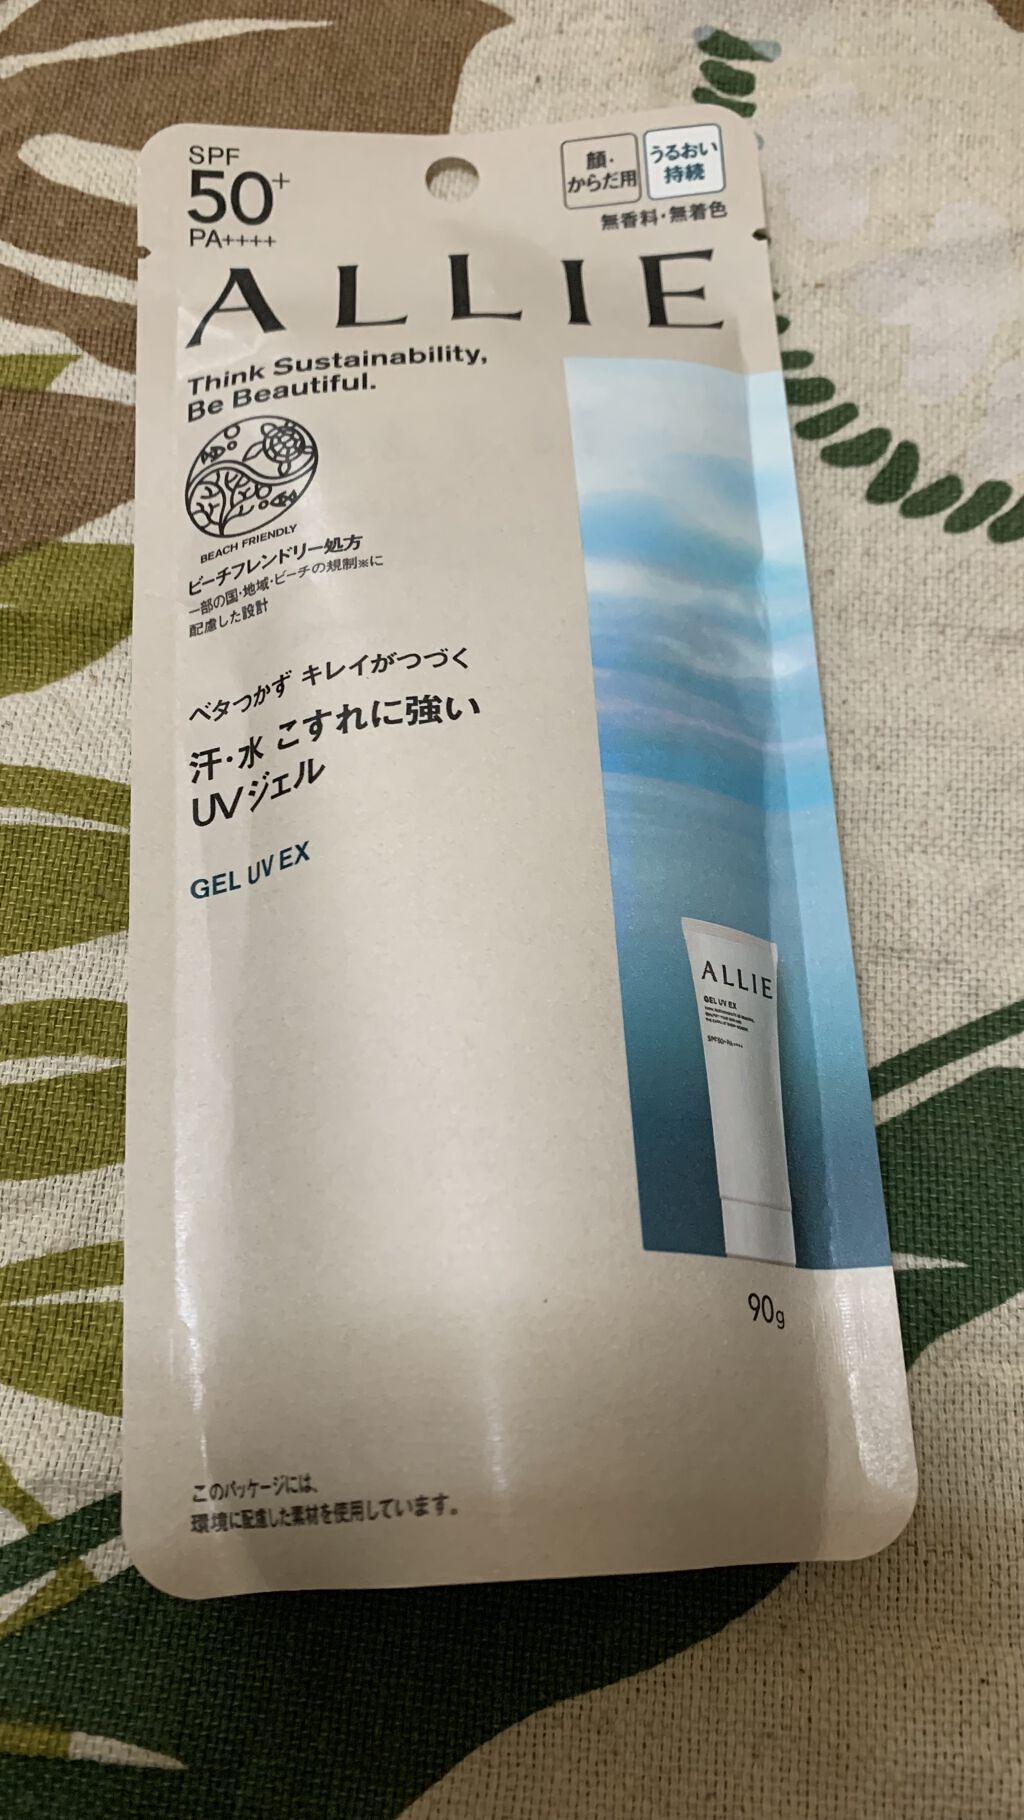 SPF
50+
PA++++
顔・
からだ用
うるおい
持続
無香料・無着色
ALLIE
Think Sustainability,
Be Beautiful.
BEACH FRIENDLY
ビーチフレンドリー処方
一部の国・地域・ビーチの規制※に
配慮した設計
ベタつかず キレイがつづく
汗・水 こすれに強い
UVジェル
GEL UV EX
ALLIE
GEL UV EX
SPF50+PA++++
90g
このパッケージには、
環境に配慮した素材を使用しています。